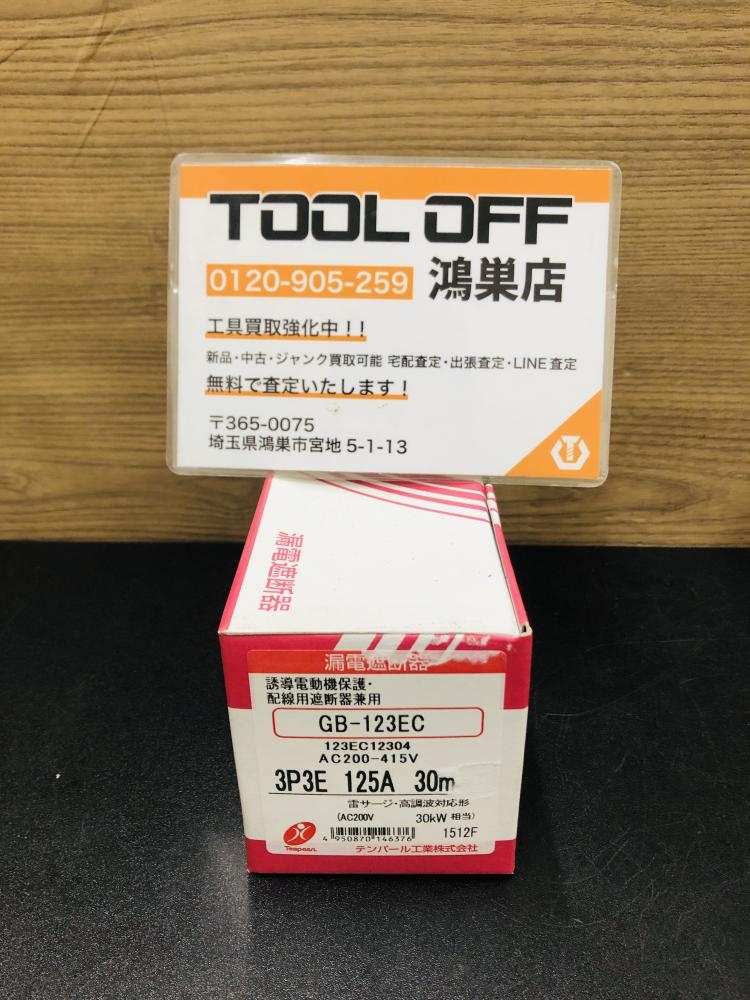 TOOL OFF
0120-905-259 鴻巣店
工具買取強化中!!
新品・中古・ジャンク買取可能 宅配査定・出張査定・LINE査定
無料で査定いたします!
〒365-0075
埼玉県鴻巣市宮地 5-1-13
漏電遮断器
漏電遮断器
誘導電動機保護・
配線用遮断器兼用
GB-123EC
123EC12304
AC200-415V
3P3E 125A 30m
雷サージ・高調波対応形
(AC200V 30kW 相当)
4 950870 146376 1512F
Tempearl テンパール工業株式会社